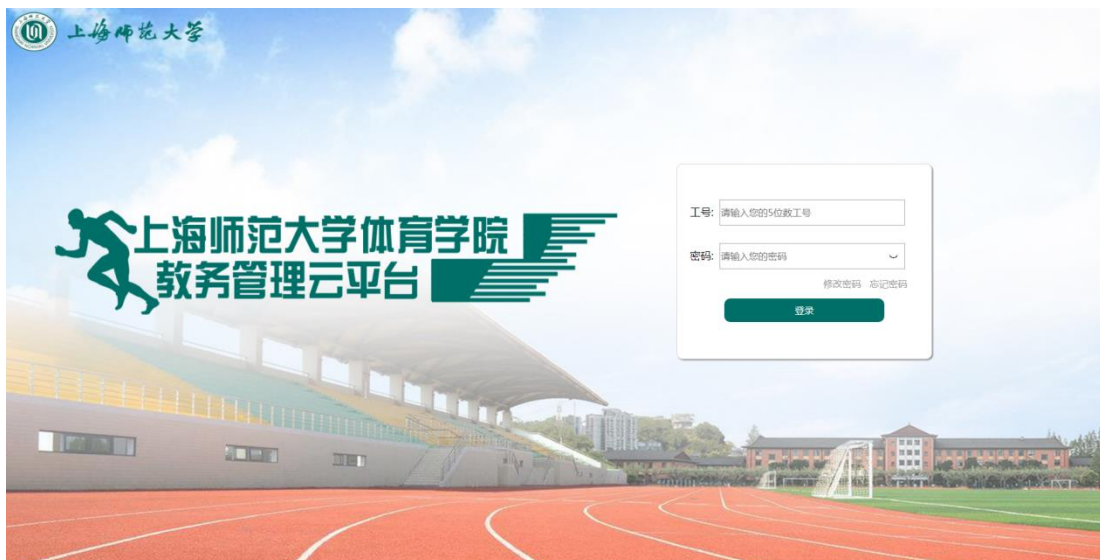 上海师范大学
上海师范大学体育学院
教务管理云平台
工号: 请输入您的5位数工号
密码: 请输入您的密码
修改密码 忘记密码
登录